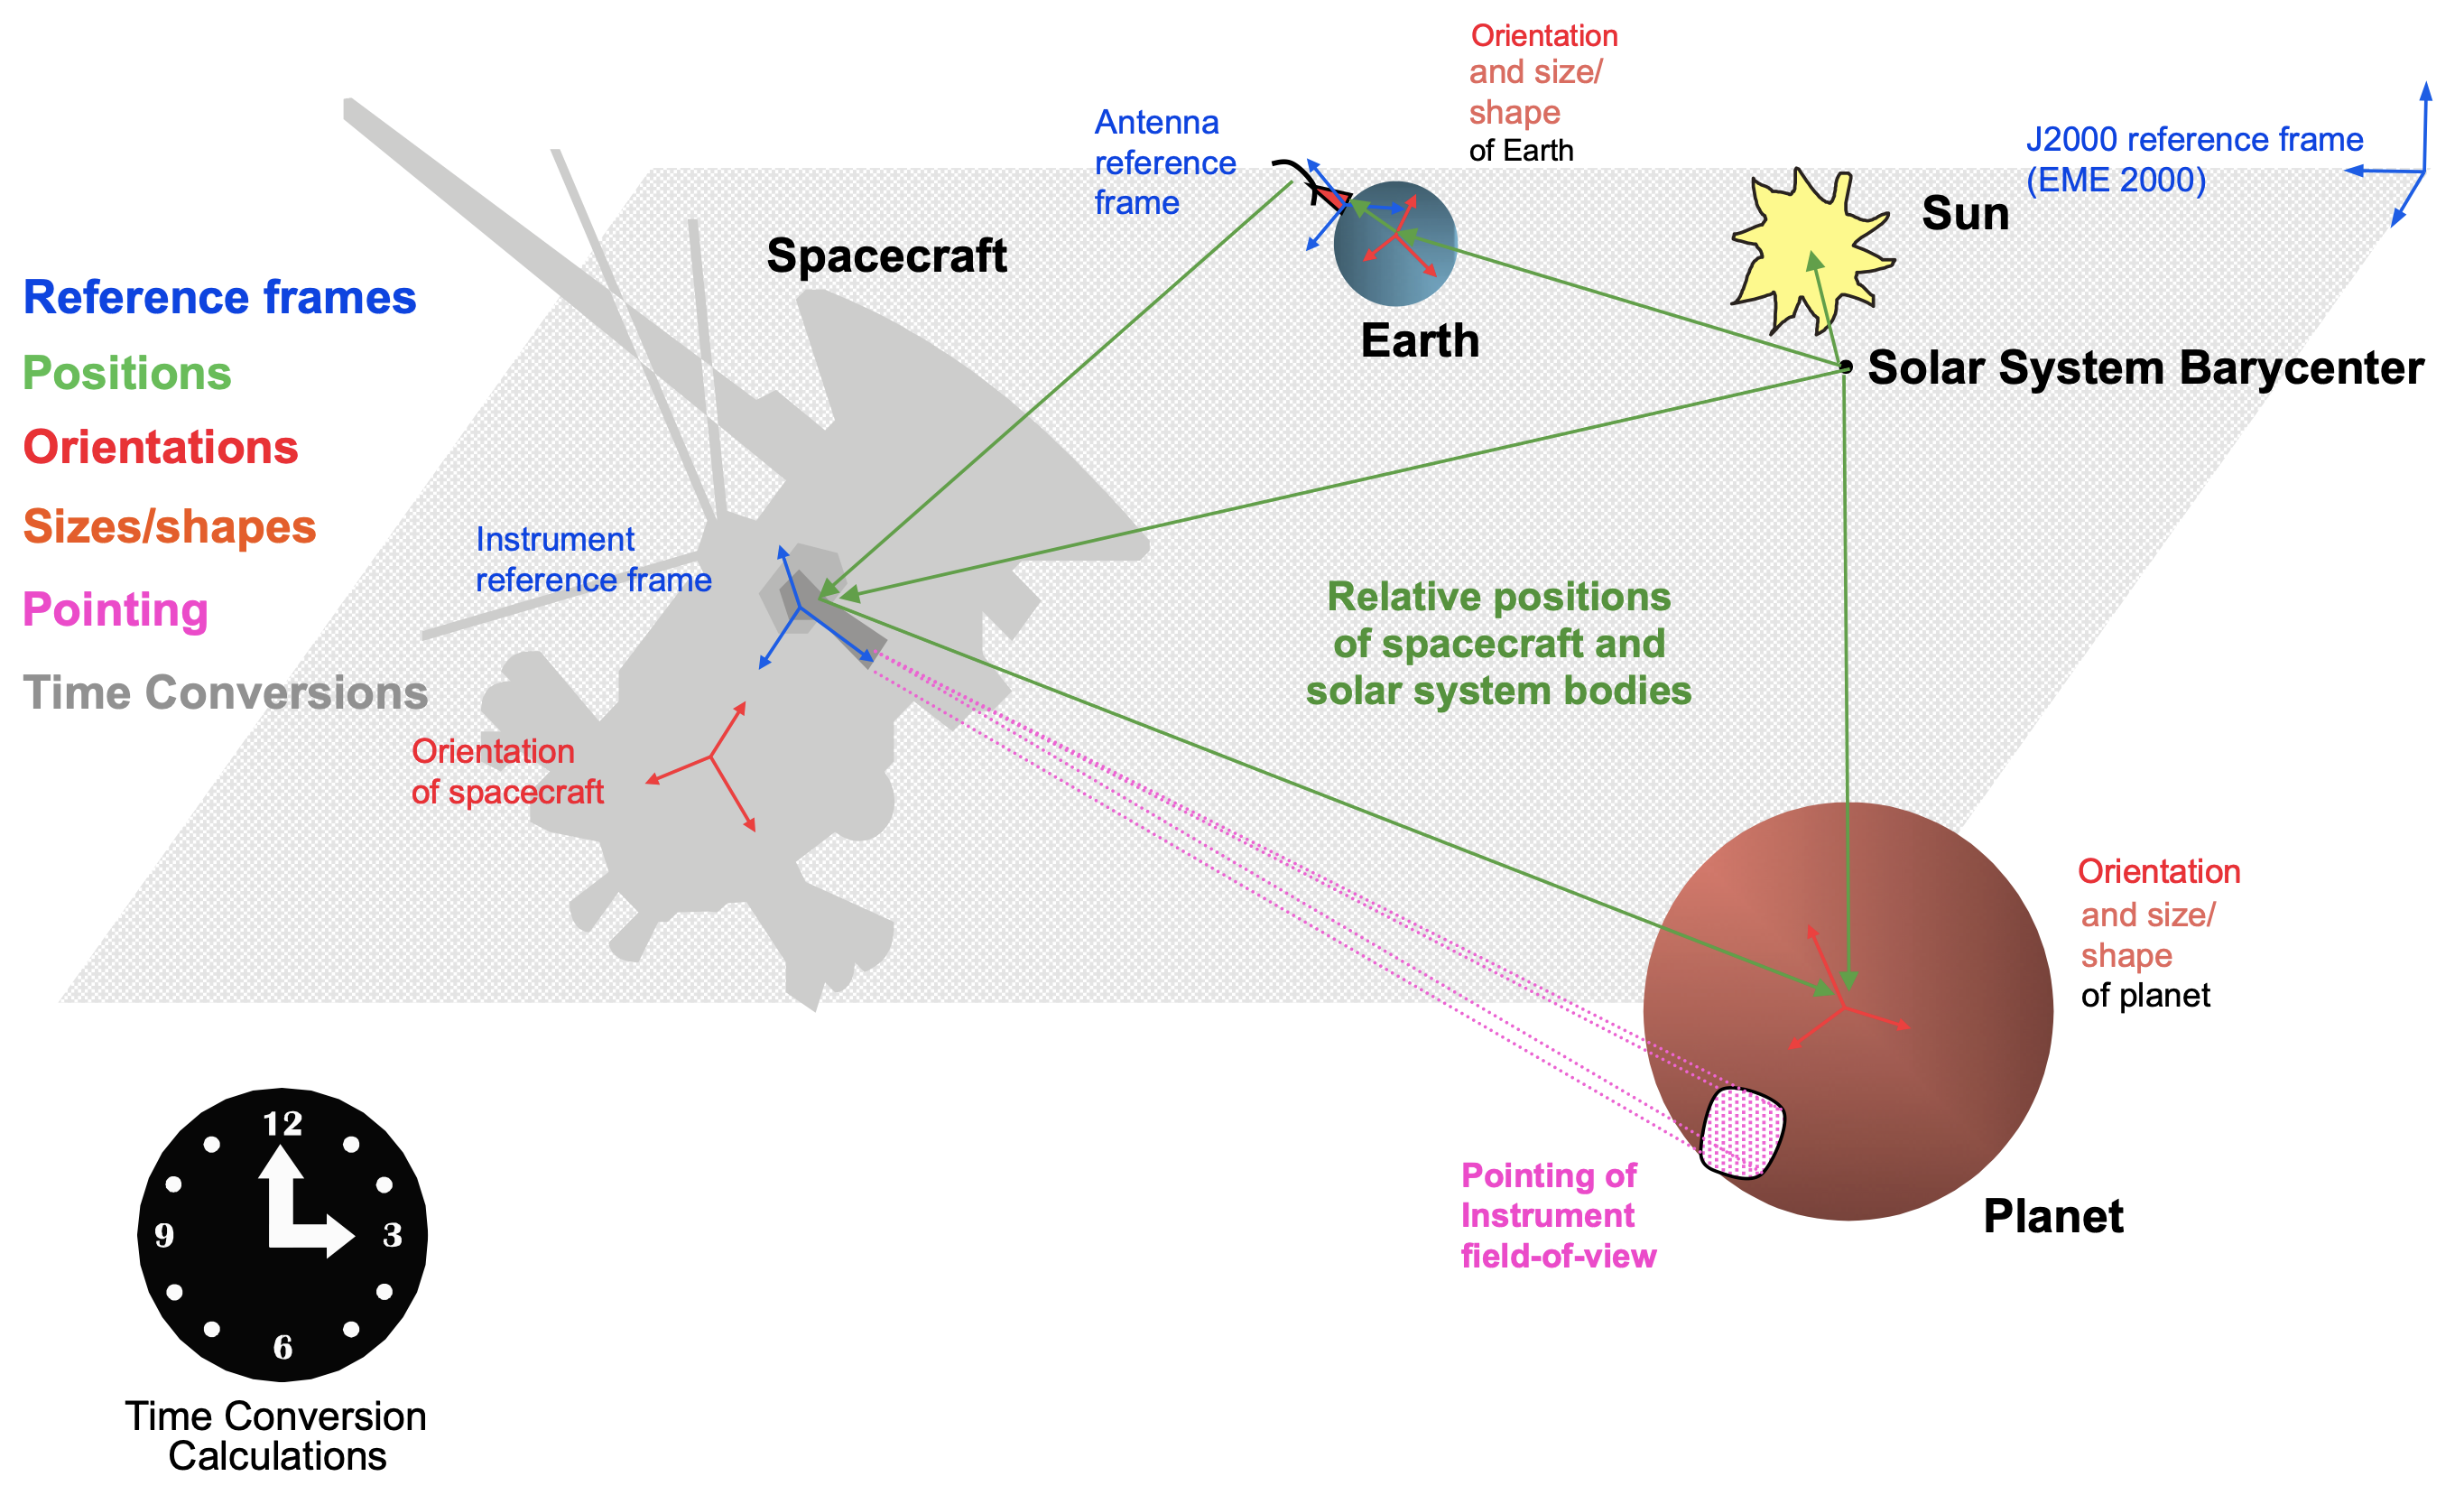 Orientation
and size/
shape
of Earth
Antenna
reference
frame
J2000 reference frame
(EME 2000)
Sun
Spacecraft
Reference frames
Earth
Solar System Barycenter
Positions
Orientations
Sizes/shapes
Instrument
reference frame
Pointing
Relative positions
of spacecraft and
solar system bodies
Time Conversions
Orientation
of spacecraft
Orientation
and size/
shape
of planet
12
9
3
6
Pointing of
Instrument
field-of-view
Planet
Time Conversion
Calculations